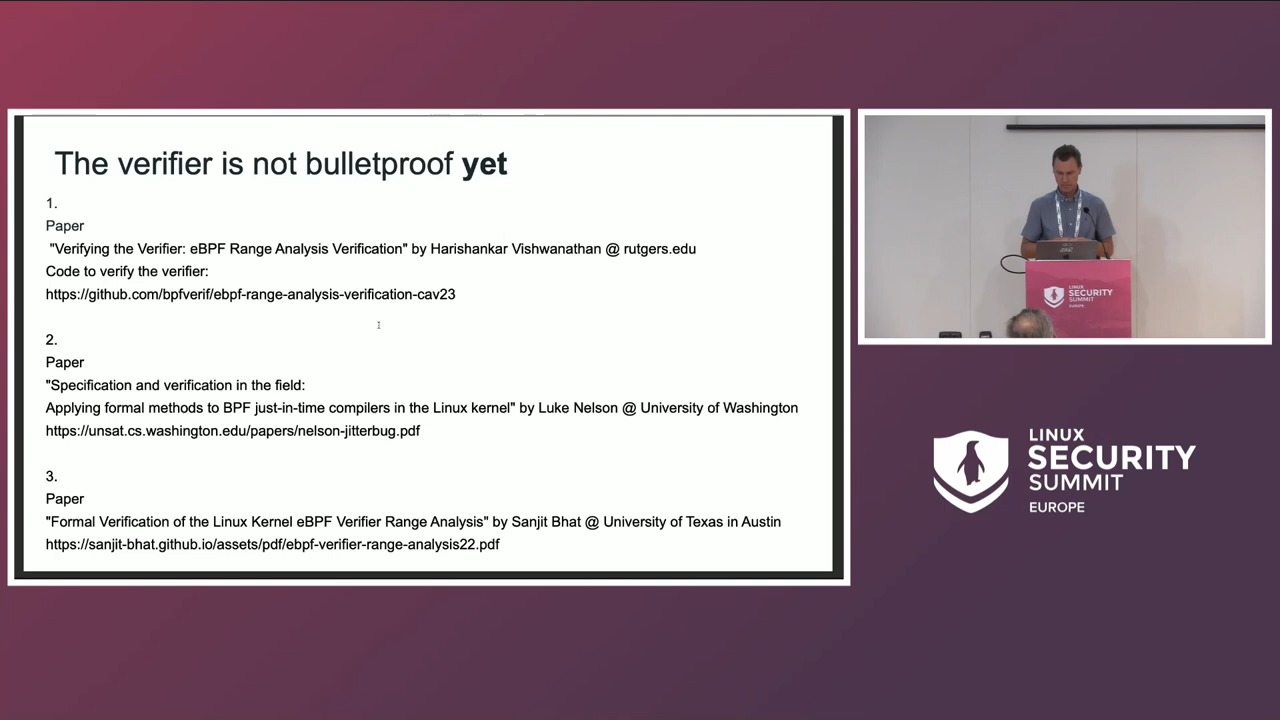 The verifier is not bulletproof yet
1.
Paper
"Verifying the Verifier: eBPF Range Analysis Verification" by Harishankar Vishwanathan @ rutgers.edu
Code to verify the verifier:
https://github.com/bpfverif/ebpf-range-analysis-verification-cav23
2.
Paper
"Specification and verification in the field:
Applying formal methods to BPF just-in-time compilers in the Linux kernel" by Luke Nelson @ University of Washington
https://unsat.cs.washington.edu/papers/nelson-jitterbug.pdf
3.
Paper
"Formal Verification of the Linux Kernel eBPF Verifier Range Analysis" by Sanjit Bhat @ University of Texas in Austin
https://sanjit-bhat.github.io/assets/pdf/ebpf-verifier-range-analysis22.pdf
LINUX
SECURITY
SUMMIT
EUROPE
LINUX
SECURITY
SUMMIT
EUROPE